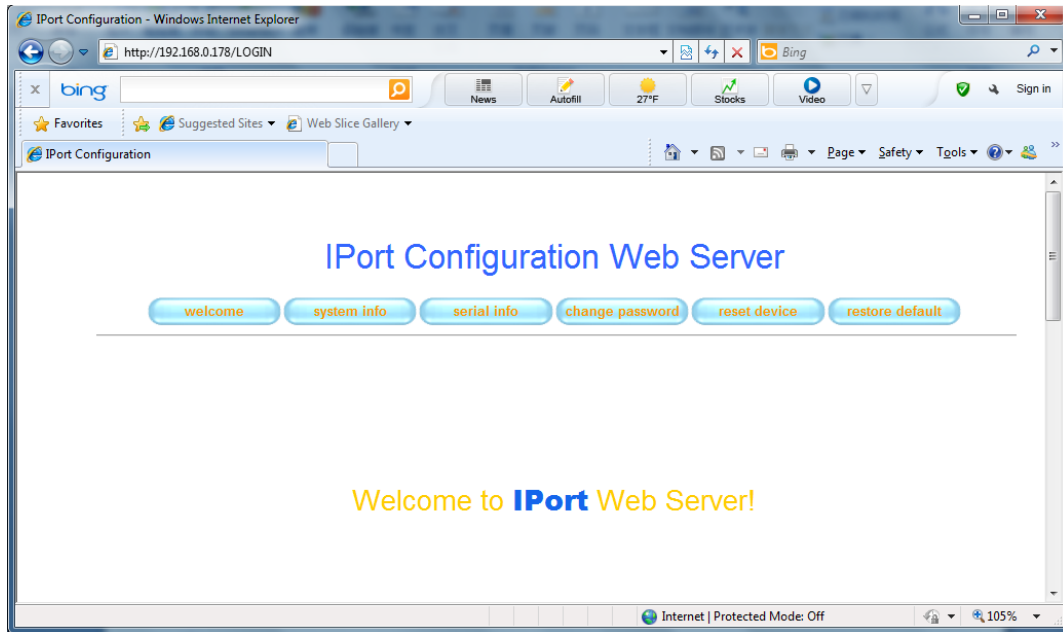 IPort Configuration - Windows Internet Explorer
http://192.168.0.178/LOGIN
Bing
x bing
News Autofill 27°F Stocks Video Sign in
Favorites Suggested Sites Web Slice Gallery
IPort Configuration
Page Safety Tools »
IPort Configuration Web Server
welcome system info serial info change password reset device restore default
Welcome to IPort Web Server!
Internet | Protected Mode: Off 105%